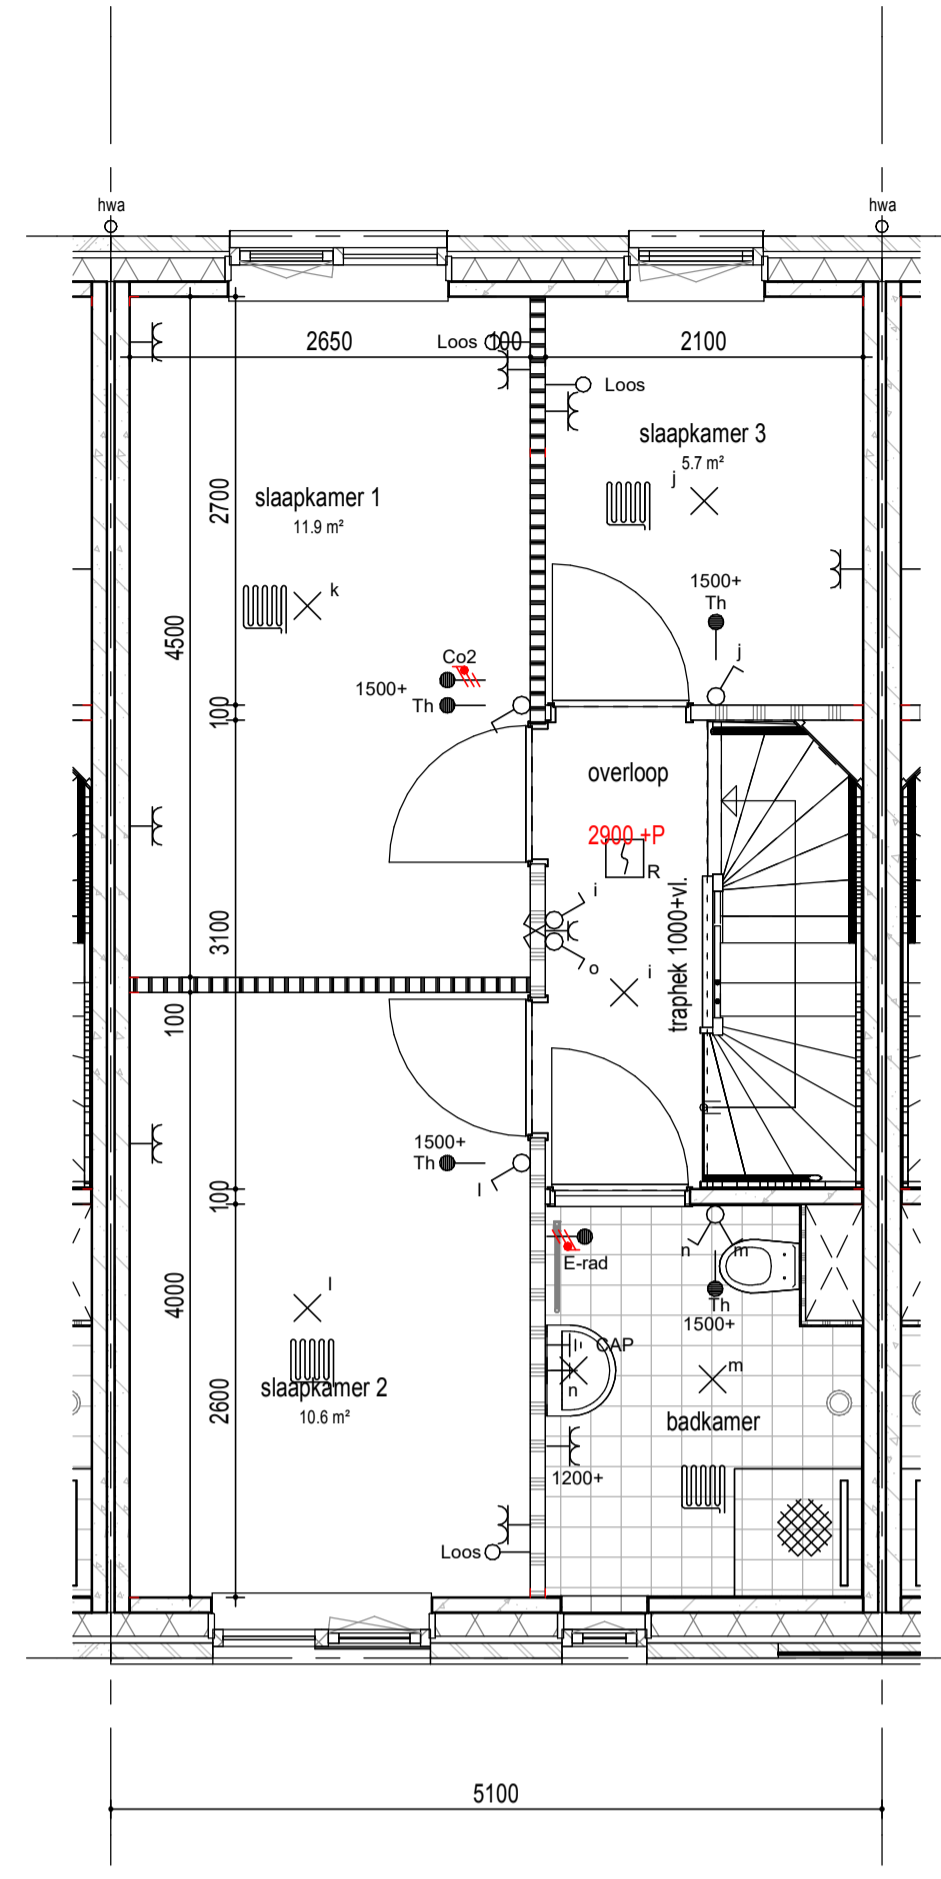 hwa
hwa
2650
Loos
100
2100
Loos
slaapkamer 3
5.7 m²
j
2700
slaapkamer 1
11.9 m²
k
1500+
Th
4500
j
Co2
1500+
Th
100
overloop
2900 +P
R
traphek 1000+vl.
i
3100
o
i
100
1500+
Th
l
100
n
m
E-rad
Th
1500+
4000
l
CAP
n
m
slaapkamer 2
10.6 m²
2600
badkamer
1200+
Loos
5100